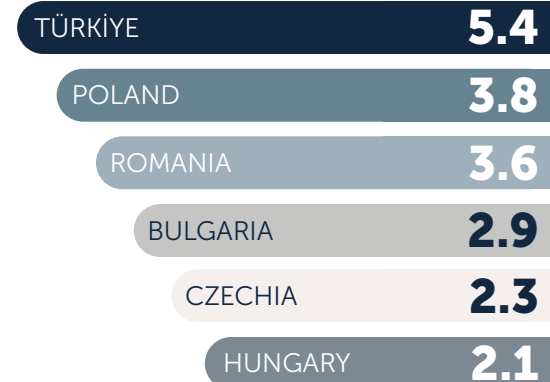 TÜRKİYE 5.4
POLAND 3.8
ROMANIA 3.6
BULGARIA 2.9
CZECHIA 2.3
HUNGARY 2.1